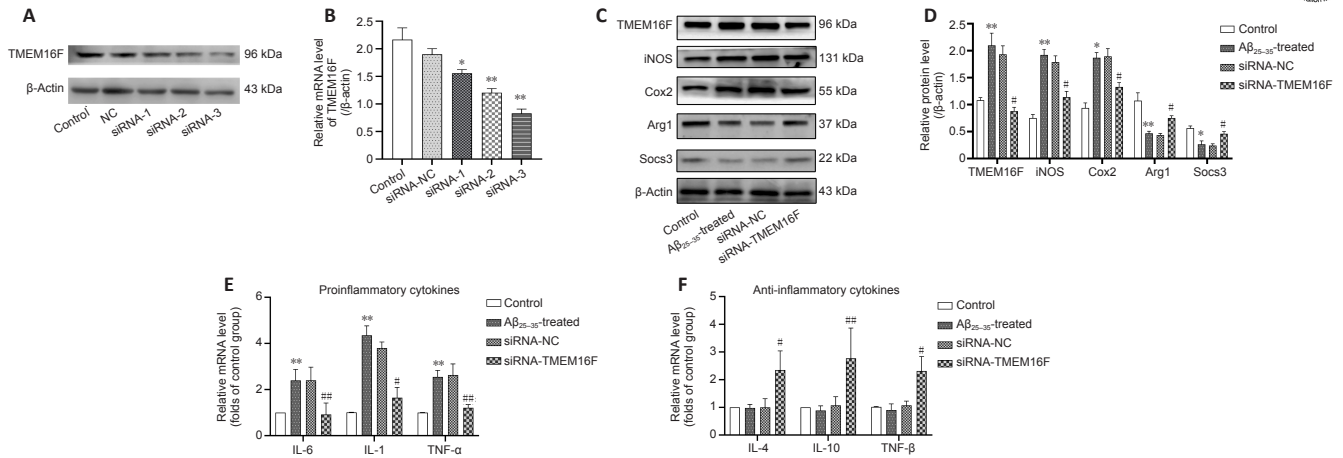 A
TMEM16F
96 kDa
β-Actin
43 kDa
Control
NC
siRNA-1
siRNA-2
siRNA-3
B
Relative mRNA level
of TMEM16F
(/β-actin)
2.5
2.0
1.5
1.0
0.5
0
*
**
**
Control
siRNA-NC
siRNA-1
siRNA-2
siRNA-3
C
TMEM16F
96 kDa
iNOS
131 kDa
Cox2
55 kDa
Arg1
37 kDa
Socs3
22 kDa
β-Actin
43 kDa
Control
Aβ25–35-treated
siRNA-NC
siRNA-TMEM16F
D
Relative protein level
(/β-actin)
2.5
2.0
1.5
1.0
0.5
0
**
#
**
#
*
#
**
#
*
#
TMEM16F
iNOS
Cox2
Arg1
Socs3
Control
Aβ25–35-treated
siRNA-NC
siRNA-TMEM16F
E
Proinflammatory cytokines
Relative mRNA level
(folds of control group)
6
4
2
0
**
##
**
#
**
##
IL-6
IL-1
TNF-α
Control
Aβ25–35-treated
siRNA-NC
siRNA-TMEM16F
F
Anti-inflammatory cytokines
Relative mRNA level
(folds of control group)
5
4
3
2
1
0
#
##
#
IL-4
IL-10
TNF-β
Control
Aβ25–35-treated
siRNA-NC
siRNA-TMEM16F